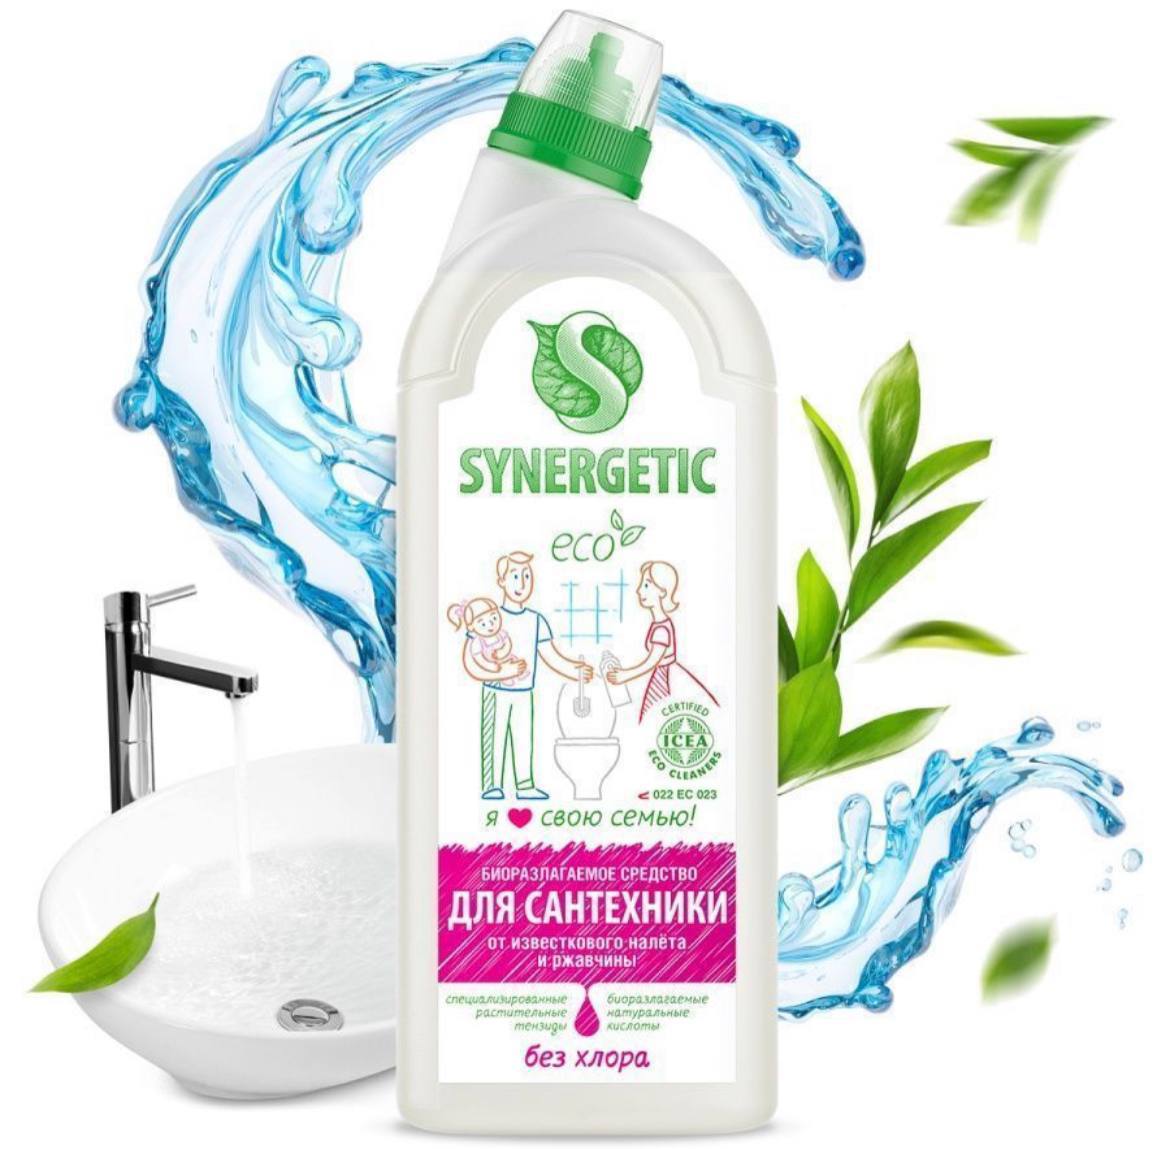 SYNERGETIC
eco
CERTIFIED
ICEA
ECO CLEANERS
022 EC 023
я ❤ свою семью!
БИОРАЗЛАГАЕМОЕ СРЕДСТВО
ДЛЯ САНТЕХНИКИ
от известкового налёта
и ржавчины
специализированные
растительные
тензиды
биоразлагаемые
натуральные
кислоты
без хлора